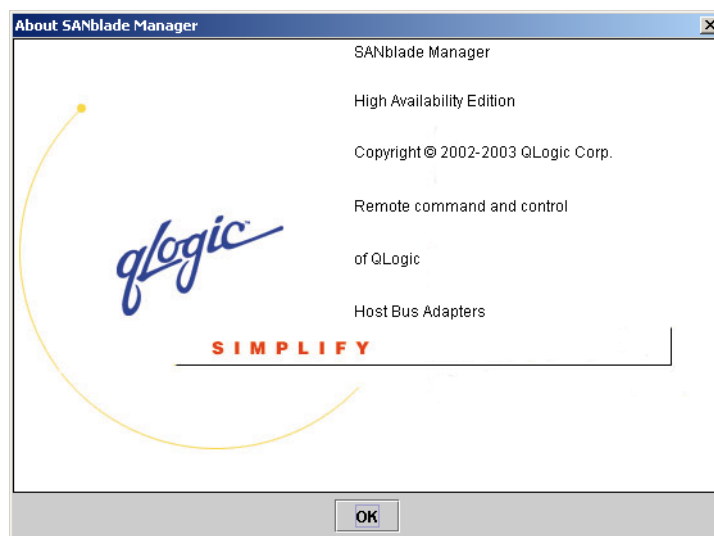 About SANblade Manager
SANblade Manager
High Availability Edition
Copyright © 2002-2003 QLogic Corp.
Remote command and control
of QLogic
Host Bus Adapters
qlogic™
SIMPLIFY
OK